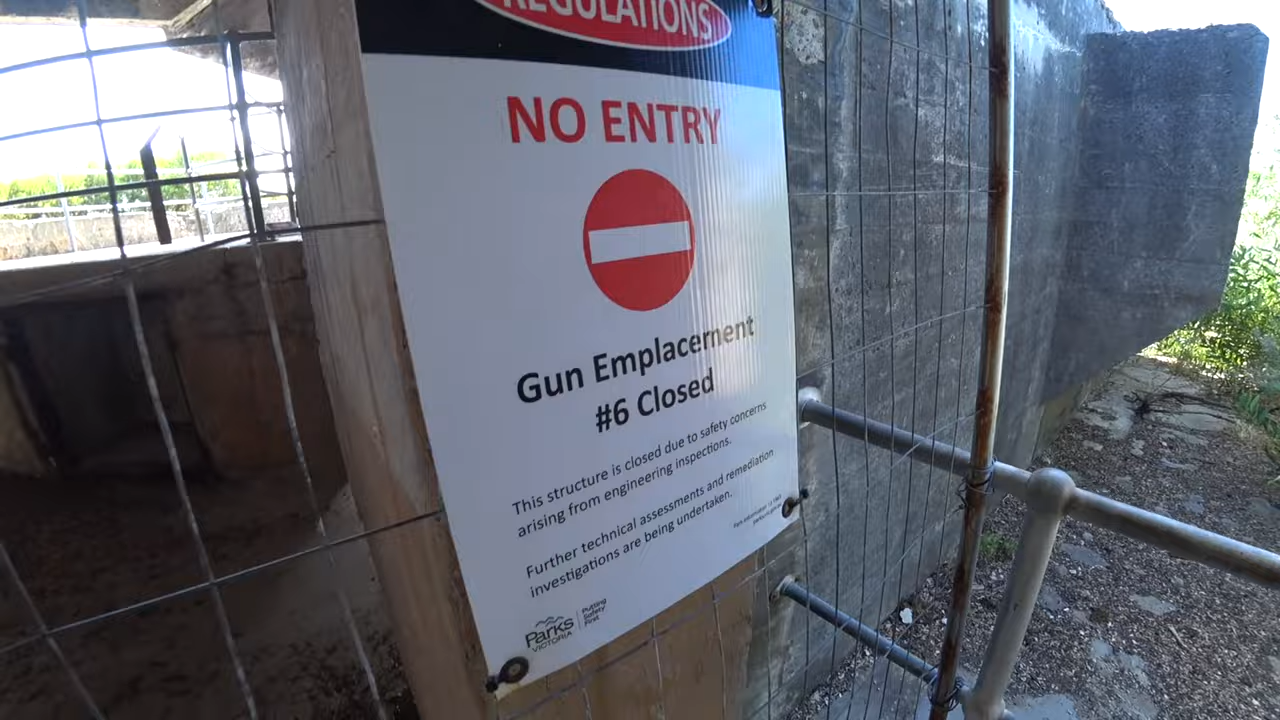 REGULATIONS
NO ENTRY
Gun Emplacement
#6 Closed
This structure is closed due to safety concerns
arising from engineering inspections.
Further technical assessments and remediation
investigations are being undertaken.
PARKS
VICTORIA
Putting
Safety
First